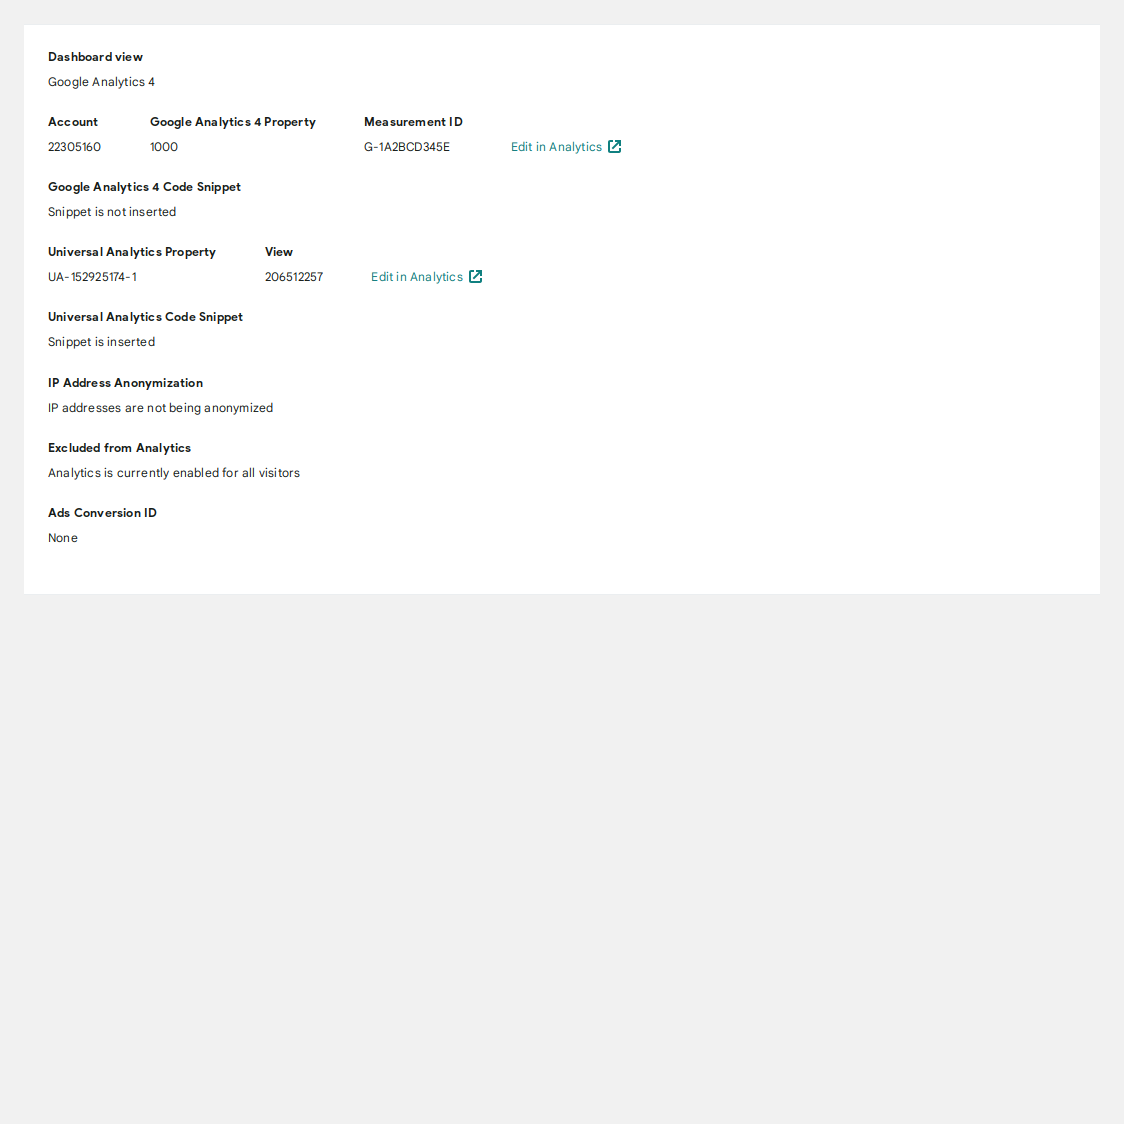 Dashboard view
Google Analytics 4
Account Google Analytics 4 Property Measurement ID
22305160 1000 G-1A2BCD345E Edit in Analytics
Google Analytics 4 Code Snippet
Snippet is not inserted
Universal Analytics Property View
UA-152925174-1 206512257 Edit in Analytics
Universal Analytics Code Snippet
Snippet is inserted
IP Address Anonymization
IP addresses are not being anonymized
Excluded from Analytics
Analytics is currently enabled for all visitors
Ads Conversion ID
None